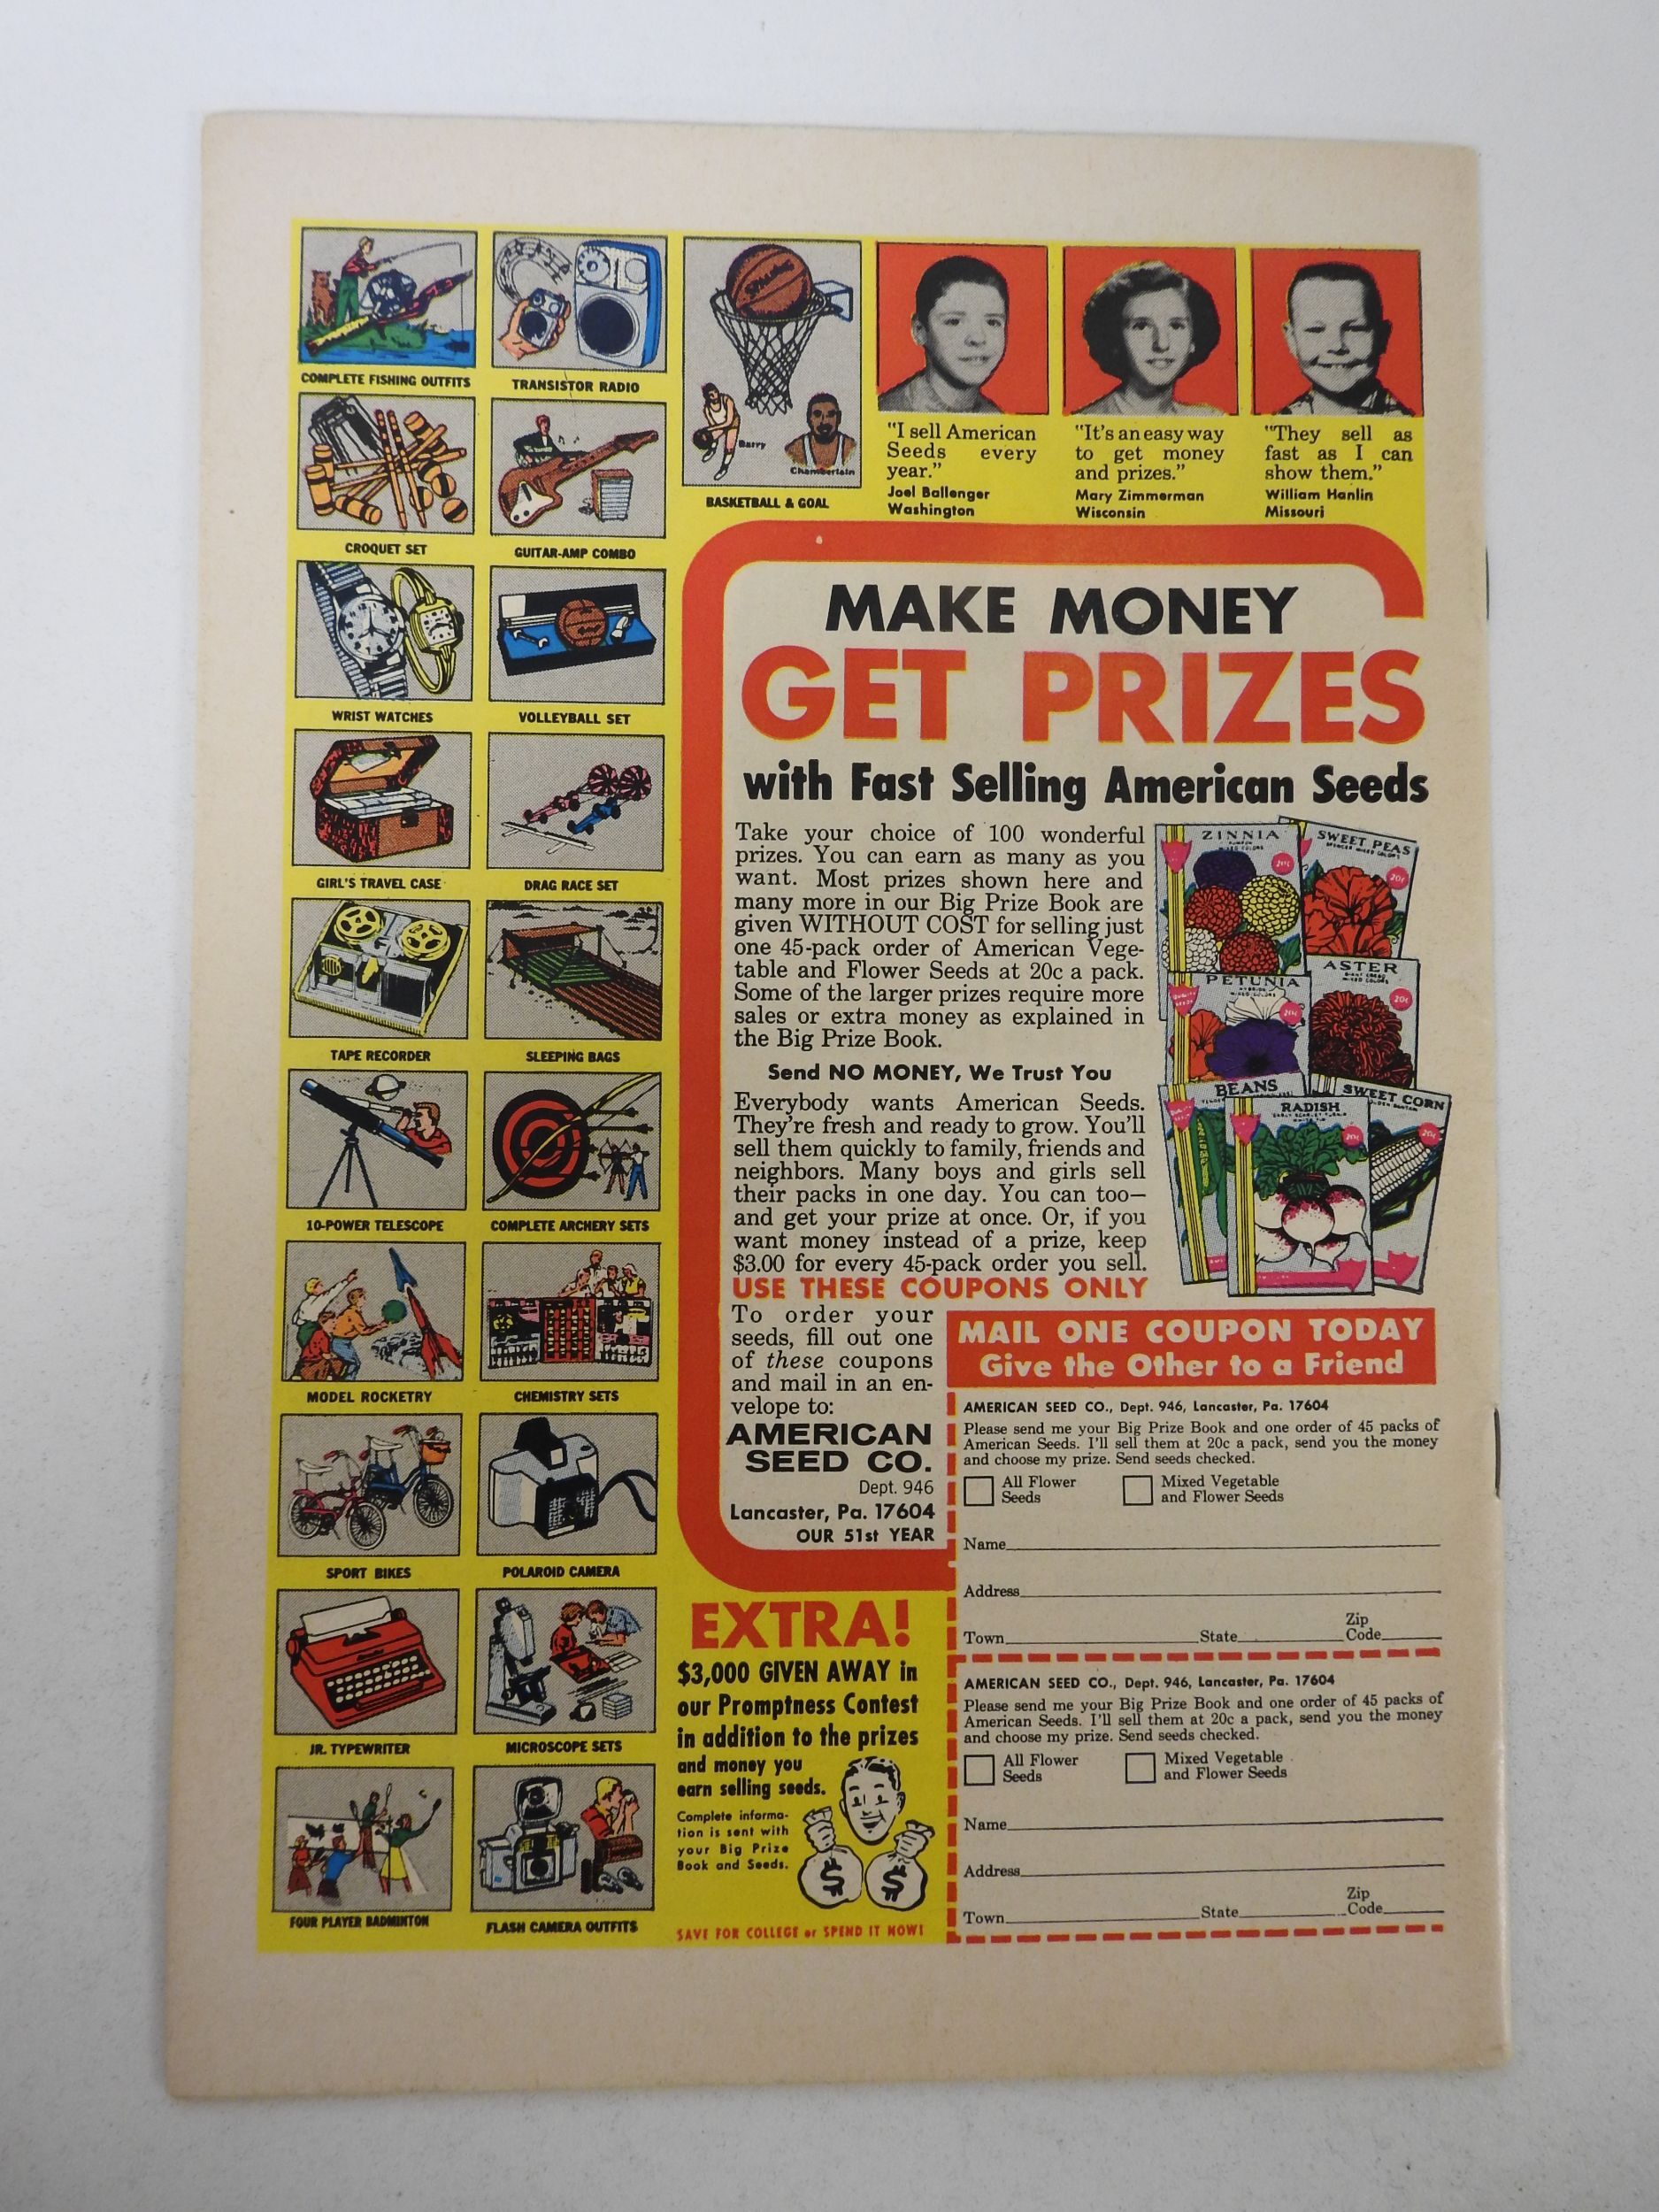 COMPLETE FISHING OUTFITS
TRANSISTOR RADIO
CROQUET SET
GUITAR-AMP COMBO
WRIST WATCHES
VOLLEYBALL SET
GIRL'S TRAVEL CASE
DRAG RACE SET
TAPE RECORDER
SLEEPING BAGS
10-POWER TELESCOPE
COMPLETE ARCHERY SETS
MODEL ROCKETRY
CHEMISTRY SETS
SPORT BIKES
POLAROID CAMERA
JR. TYPEWRITER
MICROSCOPE SETS
FOUR PLAYER BADMINTON
FLASH CAMERA OUTFITS
SPALDING
Barry
Chamberlain
BASKETBALL & GOAL
"I sell American
Seeds every
year."
Joel Ballenger
Washington
"It's an easy way
to get money
and prizes."
Mary Zimmerman
Wisconsin
"They sell as
fast as I can
show them."
William Hanlin
Missouri
MAKE MONEY
GET PRIZES
with Fast Selling American Seeds
Take your choice of 100 wonderful
prizes. You can earn as many as you
want. Most prizes shown here and
many more in our Big Prize Book are
given WITHOUT COST for selling just
one 45-pack order of American Vege-
table and Flower Seeds at 20c a pack.
Some of the larger prizes require more
sales or extra money as explained in
the Big Prize Book.
Send NO MONEY, We Trust You
Everybody wants American Seeds.
They're fresh and ready to grow. You'll
sell them quickly to family, friends and
neighbors. Many boys and girls sell
their packs in one day. You can too—
and get your prize at once. Or, if you
want money instead of a prize, keep
$3.00 for every 45-pack order you sell.
USE THESE COUPONS ONLY
To order your
seeds, fill out one
of these coupons
and mail in an en-
velope to:
AMERICAN
SEED CO.
Dept. 946
Lancaster, Pa. 17604
OUR 51st YEAR
ZINNIA
MIXED COLORS
20¢
SWEET PEAS
SPENCER MIXED COLORS
20¢
PETUNIA
MIXED COLORS
20¢
ASTER
MIXED COLORS
20¢
BEANS
RADISH
20¢
SWEET CORN
20¢
MAIL ONE COUPON TODAY
Give the Other to a Friend
AMERICAN SEED CO., Dept. 946, Lancaster, Pa. 17604
Please send me your Big Prize Book and one order of 45 packs of
American Seeds. I'll sell them at 20c a pack, send you the money
and choose my prize. Send seeds checked.
All Flower
Seeds
Mixed Vegetable
and Flower Seeds
Name
Address
Town State Zip
Code
AMERICAN SEED CO., Dept. 946, Lancaster, Pa. 17604
Please send me your Big Prize Book and one order of 45 packs of
American Seeds. I'll sell them at 20c a pack, send you the money
and choose my prize. Send seeds checked.
All Flower
Seeds
Mixed Vegetable
and Flower Seeds
Name
Address
Town State Zip
Code
EXTRA!
$3,000 GIVEN AWAY in
our Promptness Contest
in addition to the prizes
and money you
earn selling seeds.
Complete informa-
tion is sent with
your Big Prize
Book and Seeds.
$ $
SAVE FOR COLLEGE or SPEND IT NOW!